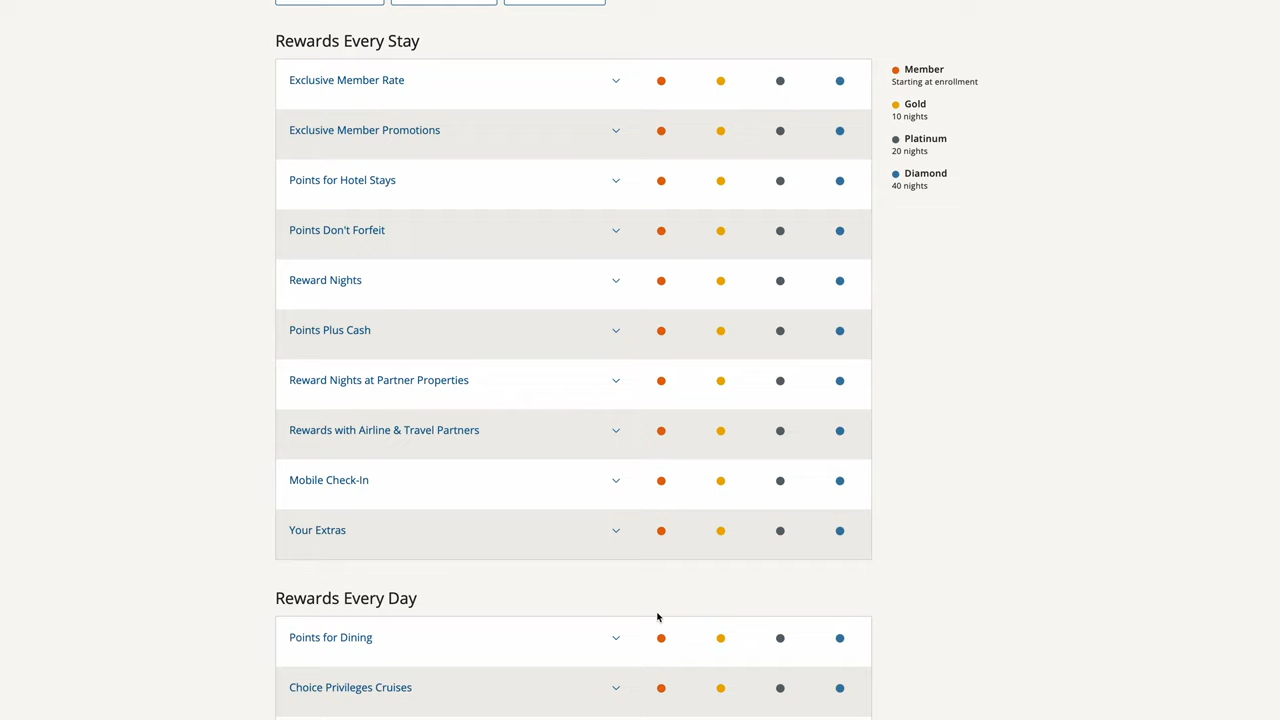 Rewards Every Stay
Exclusive Member Rate
Exclusive Member Promotions
Points for Hotel Stays
Points Don't Forfeit
Reward Nights
Points Plus Cash
Reward Nights at Partner Properties
Rewards with Airline & Travel Partners
Mobile Check-In
Your Extras
Member
Starting at enrollment
Gold
10 nights
Platinum
20 nights
Diamond
40 nights
Rewards Every Day
Points for Dining
Choice Privileges Cruises